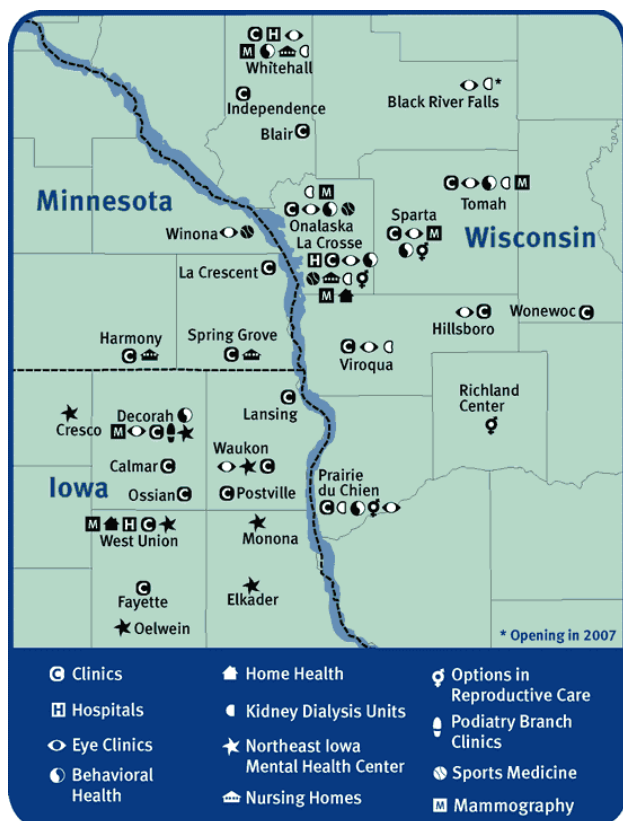 Whitehall
Independence
Blair
Black River Falls
*
Minnesota
Winona
Onalaska
La Crosse
Sparta
Tomah
Wisconsin
La Crescent
Harmony
Spring Grove
Viroqua
Hillsboro
Wonewoc
Lansing
Richland
Center
Cresco
Decorah
Calmar
Ossian
Waukon
Postville
Prairie
du Chien
Iowa
West Union
Monona
Fayette
Elkader
Oelwein
* Opening in 2007
C Clinics
H Hospitals
Eye Clinics
Behavioral
Health
Home Health
Kidney Dialysis Units
Northeast Iowa
Mental Health Center
Nursing Homes
Options in
Reproductive Care
Podiatry Branch
Clinics
Sports Medicine
M Mammography